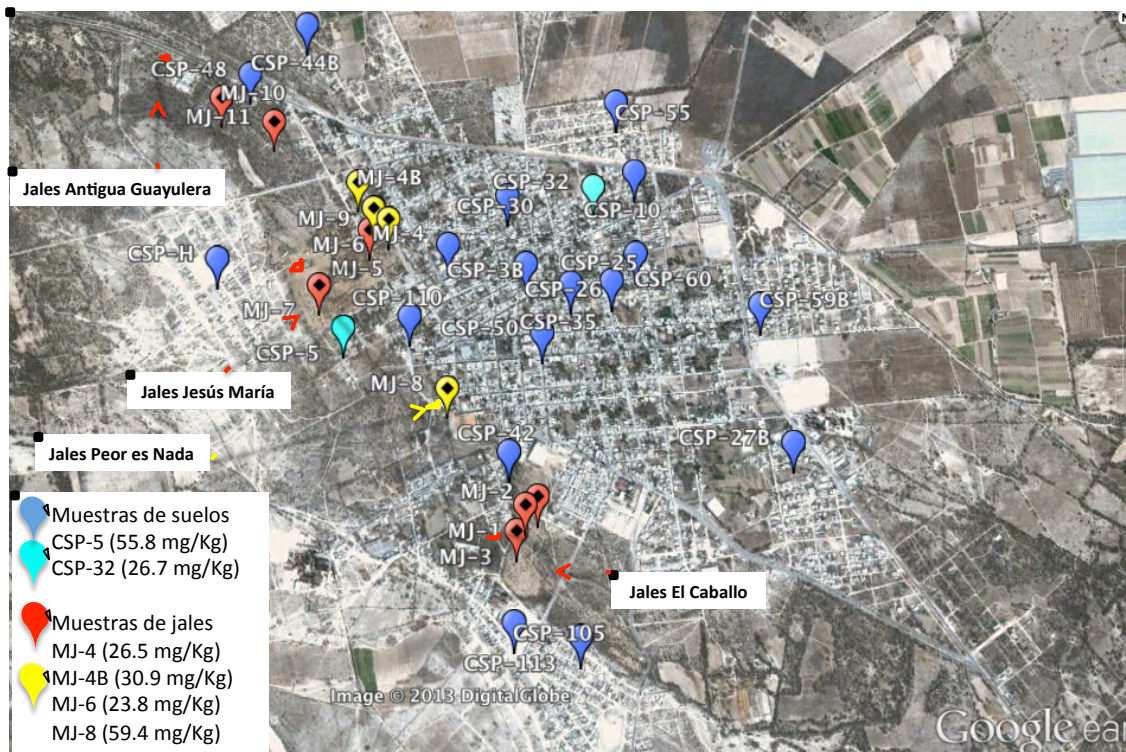 CSP-44B
CSP-48
MJ-10
MJ-11
CSP-55
Jales Antigua Guayulera
MJ-4B
CSP-32
CSP-30
CSP-10
MJ-9
MJ-4
MJ-6
CSP-H
MJ-5
CSP-3B
CSP-25
CSP-60
CSP-26
CSP-110
CSP-59B
MJ-7
CSP-50
CSP-35
CSP-5
Jales Jesús María
MJ-8
CSP-42
CSP-27B
Jales Peor es Nada
MJ-2
MJ-1
MJ-3
Jales El Caballo
CSP-105
CSP-113
Muestras de suelos
CSP-5 (55.8 mg/Kg)
CSP-32 (26.7 mg/Kg)
Muestras de jales
MJ-4 (26.5 mg/Kg)
MJ-4B (30.9 mg/Kg)
MJ-6 (23.8 mg/Kg)
MJ-8 (59.4 mg/Kg)
Image © 2013 DigitalGlobe
Google ear